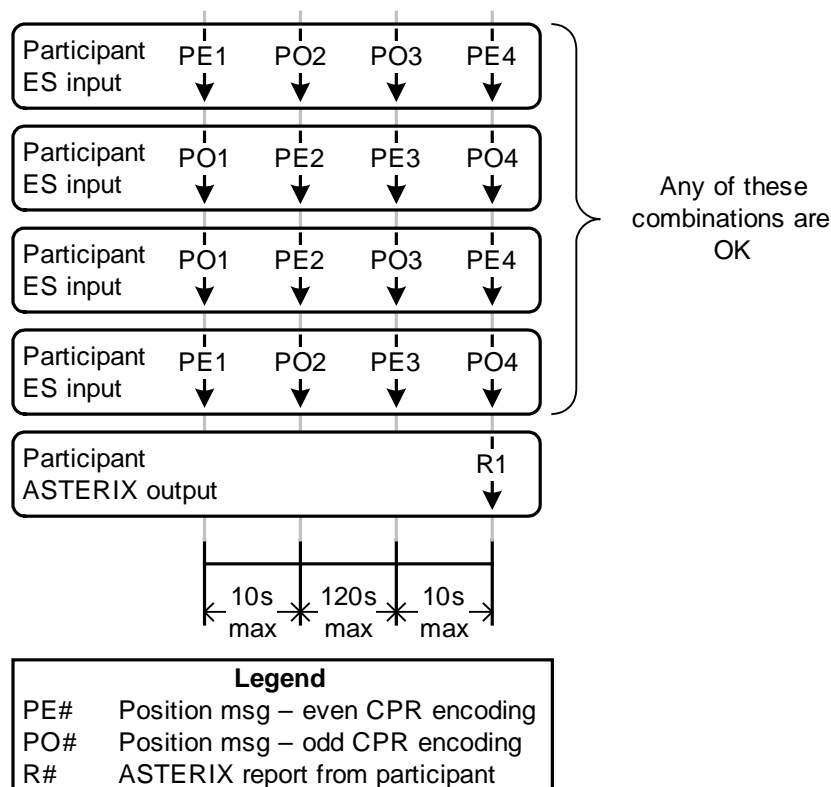 Participant
ES input
PE1 PO2 PO3 PE4
Participant
ES input
PO1 PE2 PE3 PO4
Participant
ES input
PO1 PE2 PO3 PE4
Participant
ES input
PE1 PO2 PE3 PO4
Any of these
combinations are
OK
Participant
ASTERIX output
R1
10s
max
120s
max
10s
max
Legend
PE# Position msg – even CPR encoding
PO# Position msg – odd CPR encoding
R# ASTERIX report from participant